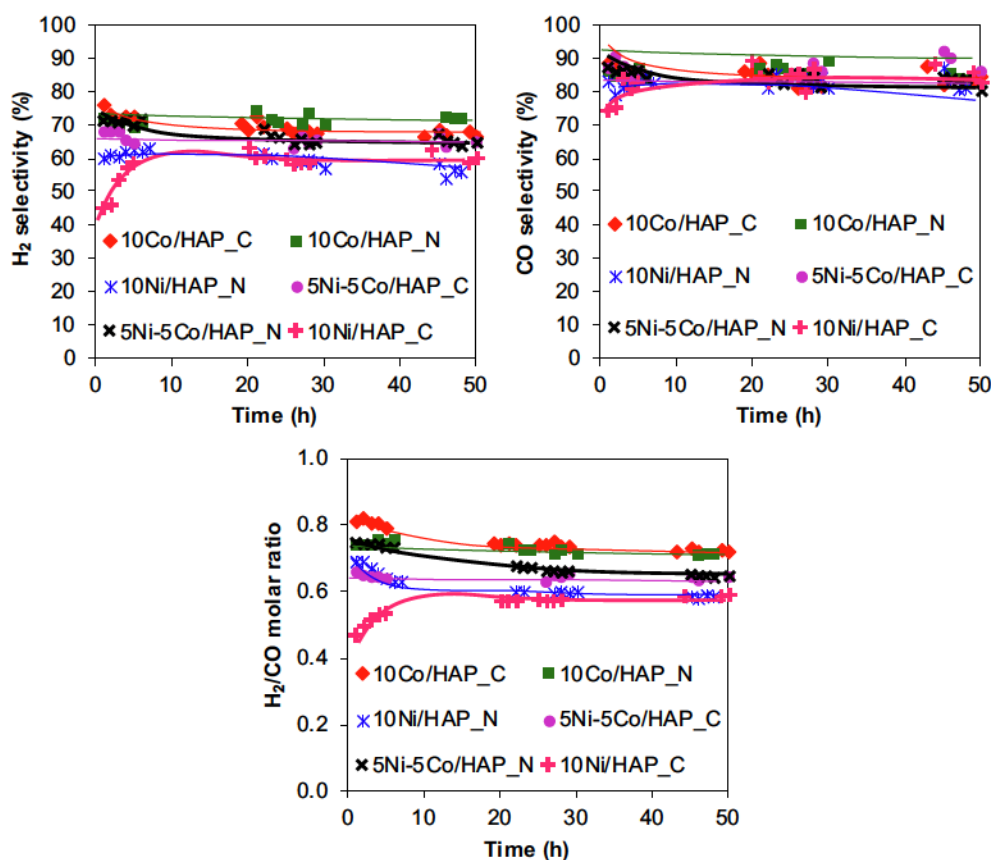 H₂ selectivity (%)
100
90
80
70
60
50
40
30
20
10
0
10Co/HAP_C 10Co/HAP_N
10Ni/HAP_N 5Ni-5Co/HAP_C
5Ni-5Co/HAP_N 10Ni/HAP_C
0 10 20 30 40 50
Time (h)
CO selectivity (%)
100
90
80
70
60
50
40
30
20
10
0
10Co/HAP_C 10Co/HAP_N
10Ni/HAP_N 5Ni-5Co/HAP_C
5Ni-5Co/HAP_N 10Ni/HAP_C
0 10 20 30 40 50
Time (h)
H₂/CO molar ratio
1.0
0.8
0.6
0.4
0.2
0.0
10Co/HAP_C 10Co/HAP_N
10Ni/HAP_N 5Ni-5Co/HAP_C
5Ni-5Co/HAP_N 10Ni/HAP_C
0 10 20 30 40 50
Time (h)